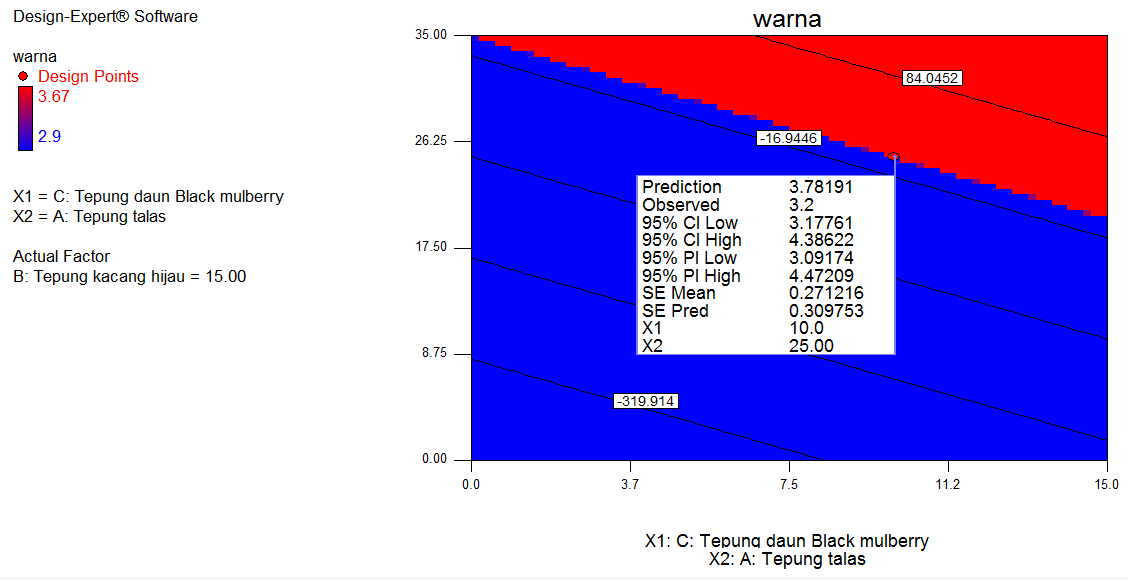 Design-Expert® Software
warna
Design Points
3.67
2.9
X1 = C: Tepung daun Black mulberry
X2 = A: Tepung talas
Actual Factor
B: Tepung kacang hijau = 15.00
warna
35.00
26.25
17.50
8.75
0.00
84.0452
-16.9446
-319.914
Prediction 3.78191
Observed 3.2
95% CI Low 3.17761
95% CI High 4.38622
95% PI Low 3.09174
95% PI High 4.47209
SE Mean 0.271216
SE Pred 0.309753
X1 10.0
X2 25.00
0.0 3.7 7.5 11.2 15.0
X1: C: Tepung daun Black mulberry
X2: A: Tepung talas